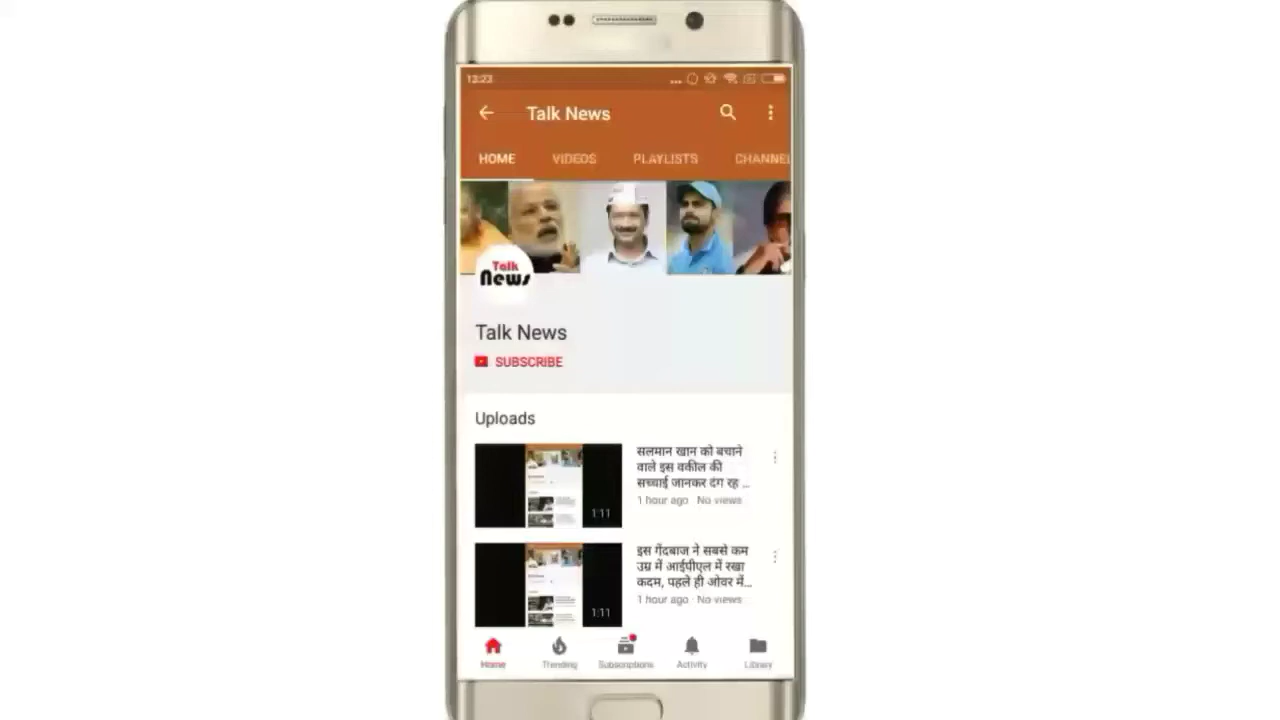 12:23
Talk News
HOME VIDEOS PLAYLISTS CHANNEL
Talk
News
Talk News
SUBSCRIBE
Uploads
सलमान खान को बचाने
वाले इस वकील की
सच्चाई जानकर दंग रह ...
1 hour ago · No views
1:11
इस गेंदबाज ने सबसे कम
उम्र में आईपीएल में रखा
कदम, पहले ही ओवर में...
1 hour ago · No views
1:11
Home Trending Subscriptions Activity Library